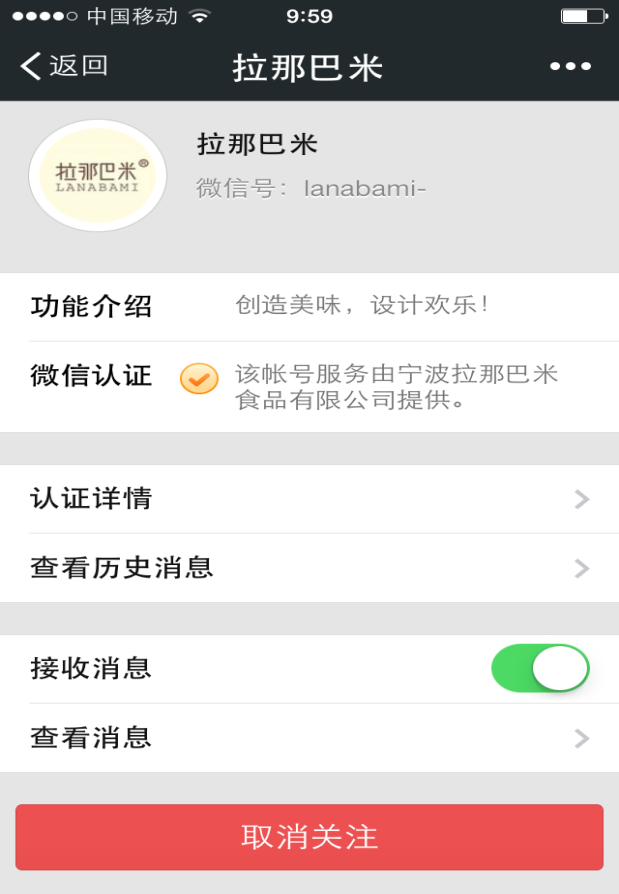 中国移动 9:59
返回 拉那巴米
拉那巴米®
LANABAMI
拉那巴米
微信号：lanabami-
功能介绍 创造美味，设计欢乐！
微信认证 该帐号服务由宁波拉那巴米
食品有限公司提供。
认证详情
查看历史消息
接收消息
查看消息
取消关注